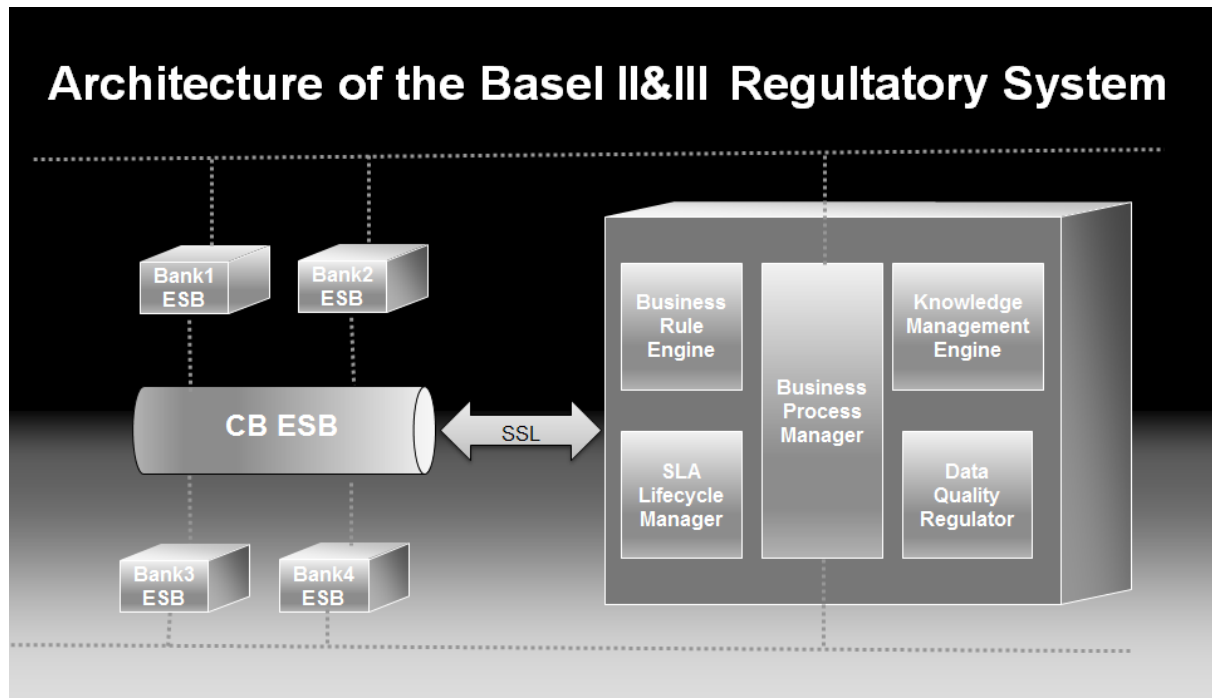 Architecture of the Basel II&III Regultatory System
Bank1
ESB
Bank2
ESB
CB ESB
Bank3
ESB
Bank4
ESB
SSL
Business
Rule
Engine
Business
Process
Manager
Knowledge
Management
Engine
SLA
Lifecycle
Manager
Data
Quality
Regulator